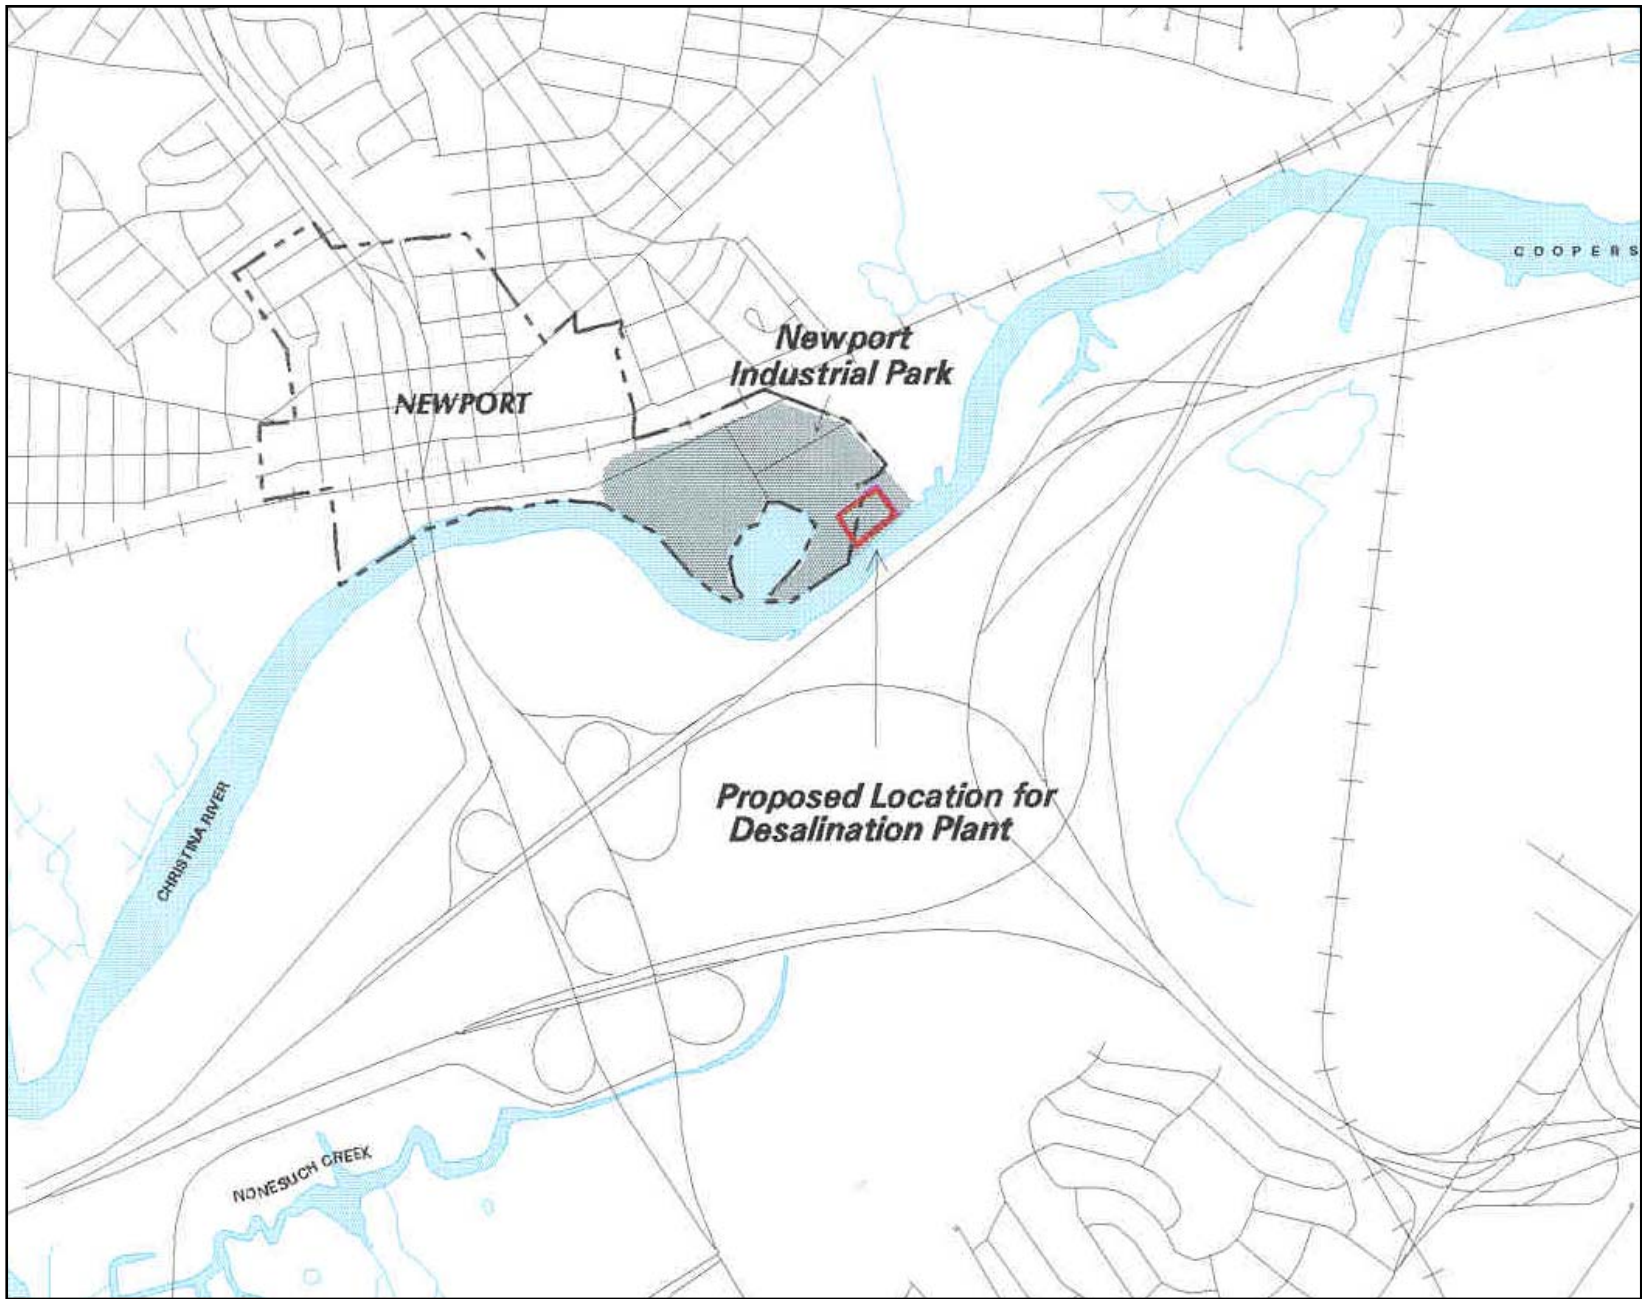 COOPERS
Newport
Industrial Park
NEWPORT
Proposed Location for
Desalination Plant
CHRISTINA RIVER
NONESUCH CREEK